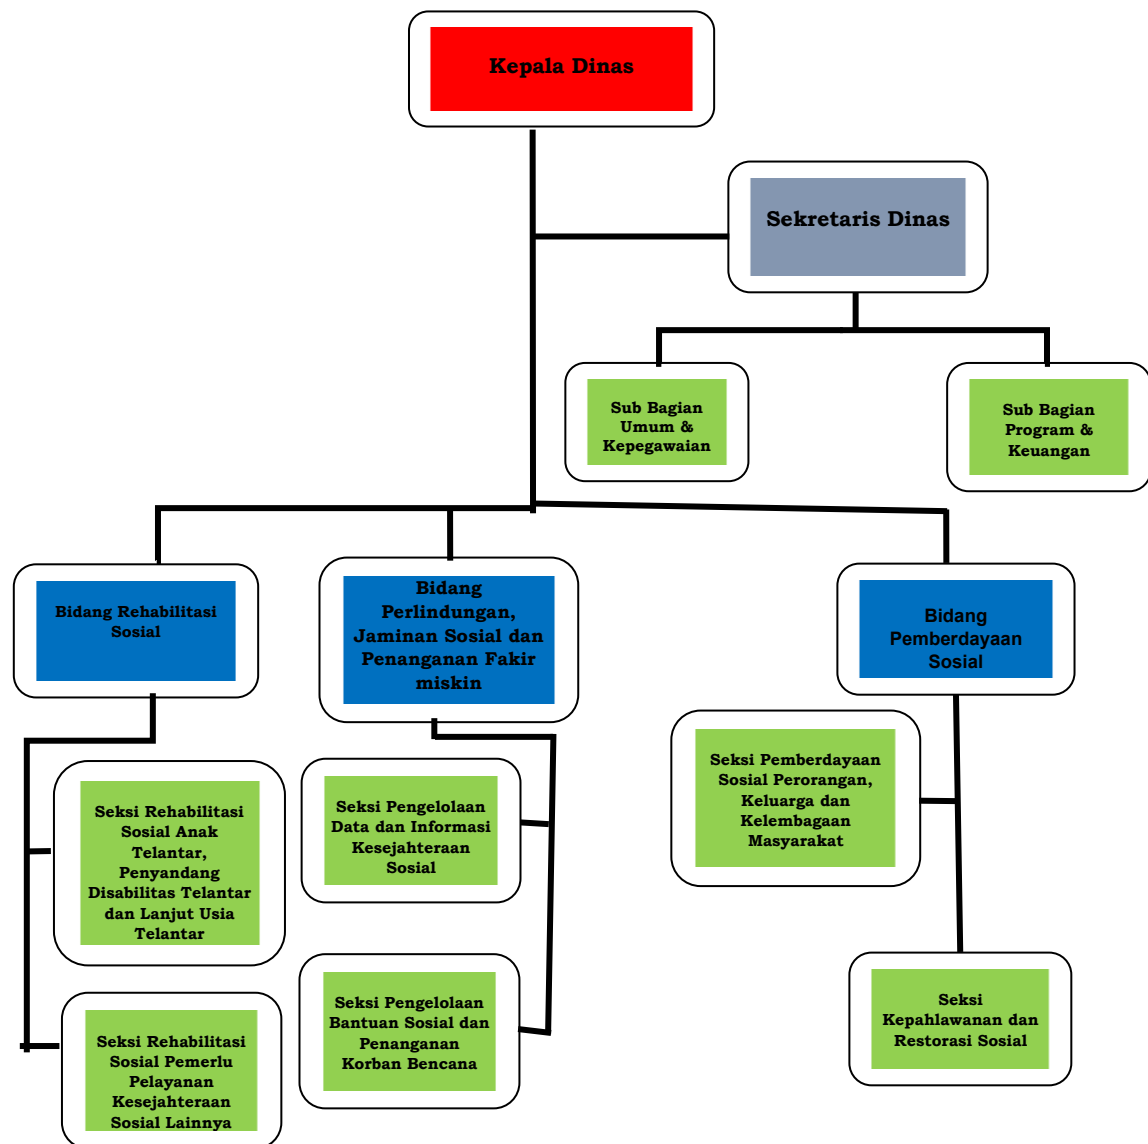 Kepala Dinas
Sekretaris Dinas
Sub Bagian
Umum &
Kepegawaian
Sub Bagian
Program &
Keuangan
Bidang Rehabilitasi
Sosial
Bidang
Perlindungan,
Jaminan Sosial dan
Penanganan Fakir
miskin
Bidang
Pemberdayaan
Sosial
Seksi Rehabilitasi
Sosial Anak
Telantar,
Penyandang
Disabilitas Telantar
dan Lanjut Usia
Telantar
Seksi Pengelolaan
Data dan Informasi
Kesejahteraan
Sosial
Seksi Pemberdayaan
Sosial Perorangan,
Keluarga dan
Kelembagaan
Masyarakat
Seksi Rehabilitasi
Sosial Pemerlu
Pelayanan
Kesejahteraan
Sosial Lainnya
Seksi Pengelolaan
Bantuan Sosial dan
Penanganan
Korban Bencana
Seksi
Kepahlawanan dan
Restorasi Sosial